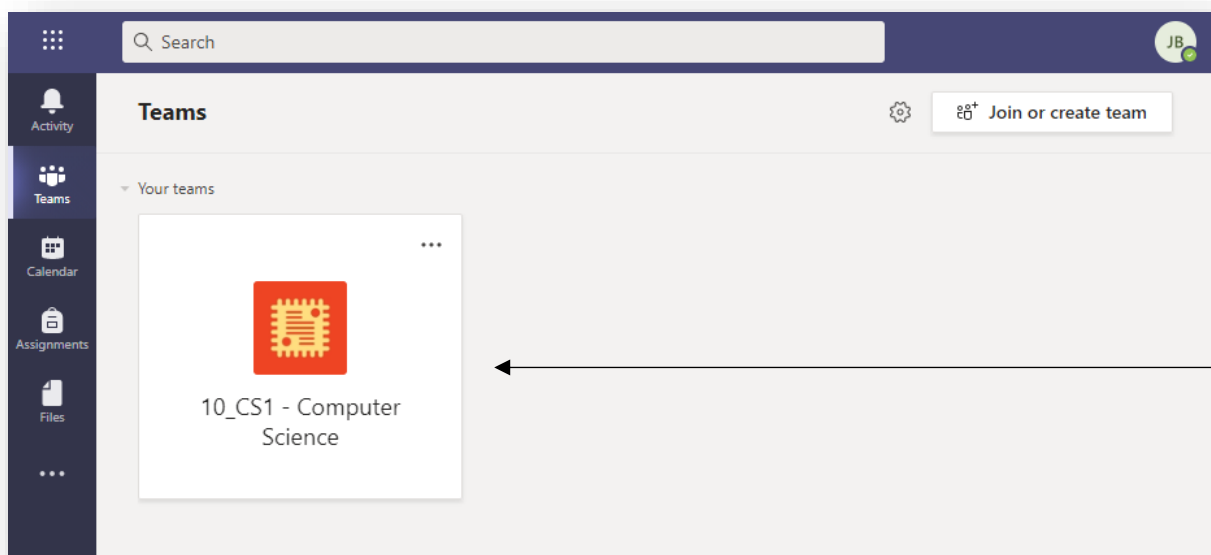 Search
JB
Activity
Teams
Join or create team
Teams
Your teams
Calendar
Assignments
Files
10_CS1 - Computer
Science